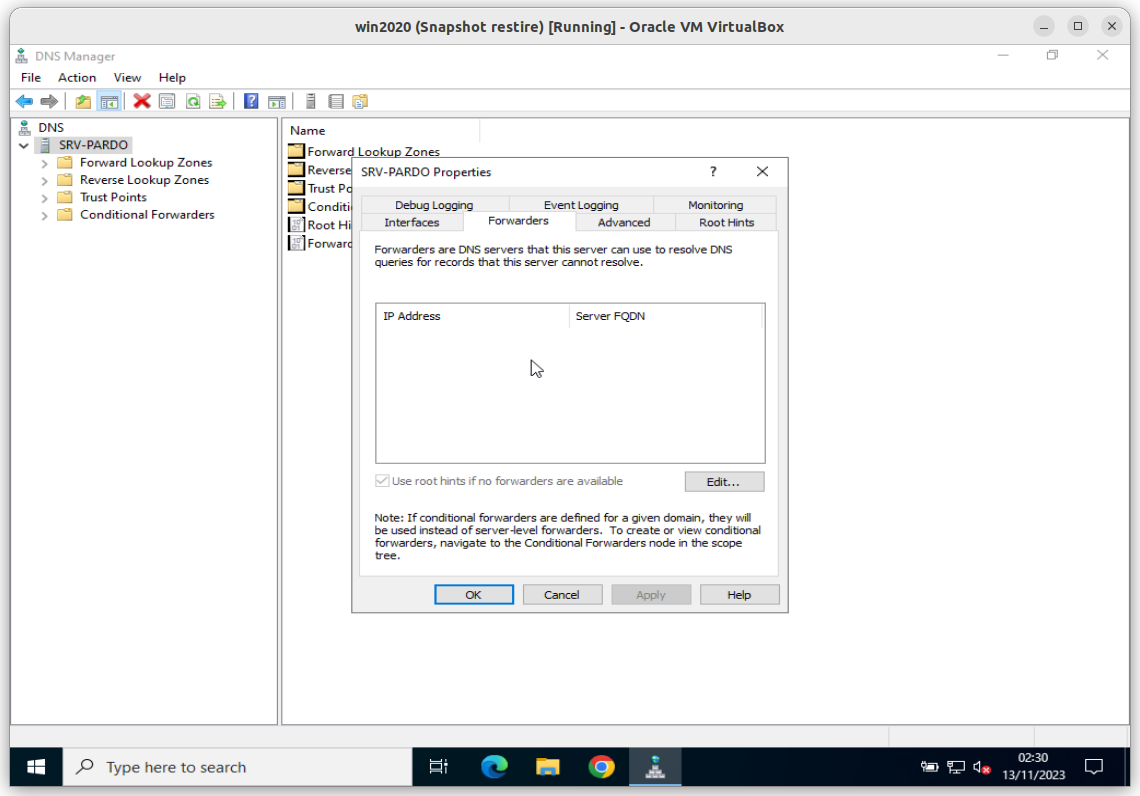 win2020 (Snapshot restire) [Running] - Oracle VM VirtualBox
DNS Manager
File Action View Help
DNS
SRV-PARDO
Forward Lookup Zones
Reverse Lookup Zones
Trust Points
Conditional Forwarders
Name
Forward Lookup Zones
Reverse
Trust Po
Conditi
Root Hi
Forward
SRV-PARDO Properties
Debug Logging Event Logging Monitoring
Interfaces Forwarders Advanced Root Hints
Forwarders are DNS servers that this server can use to resolve DNS
queries for records that this server cannot resolve.
IP Address Server FQDN
Use root hints if no forwarders are available
Edit...
Note: If conditional forwarders are defined for a given domain, they will
be used instead of server-level forwarders. To create or view conditional
forwarders, navigate to the Conditional Forwarders node in the scope
tree.
OK Cancel Apply Help
Type here to search
02:30
13/11/2023